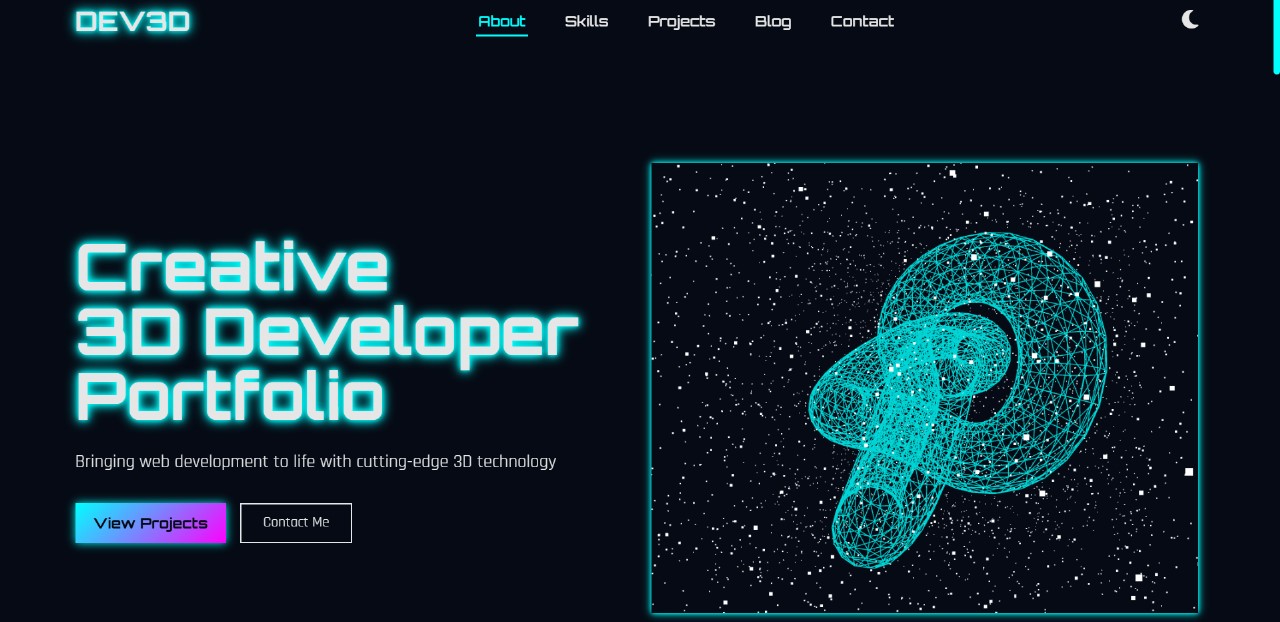 DEV3D
About
Skills
Projects
Blog
Contact
Creative
3D Developer
Portfolio
Bringing web development to life with cutting-edge 3D technology
View Projects
Contact Me